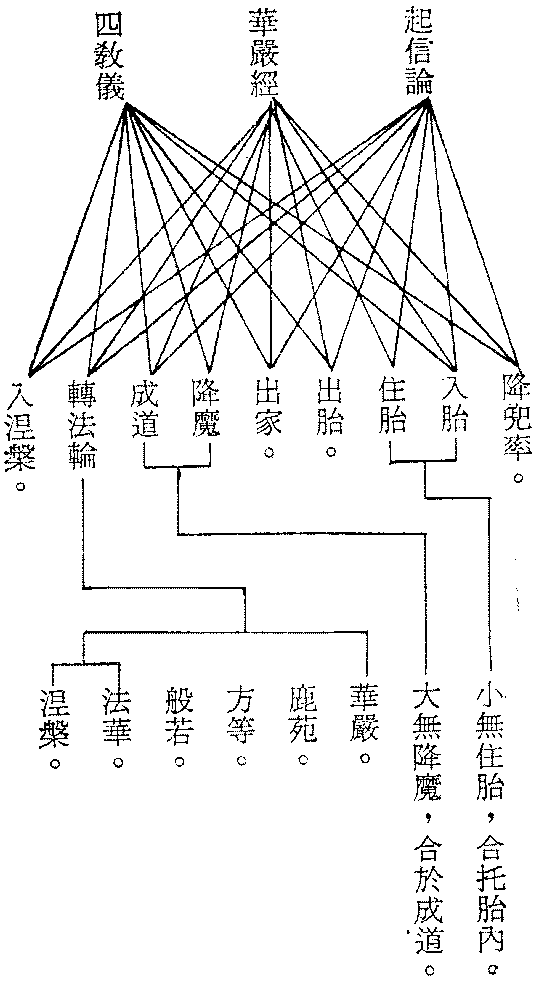 起信論
華嚴經
四教儀
降兜率。
入胎
住胎
出胎。
出家。
降魔
成道
轉法輪
入涅槃。
小無住胎，合托胎內。
大無降魔，合於成道。
華嚴。
鹿苑。
方等。
般若。
法華。
涅槃。